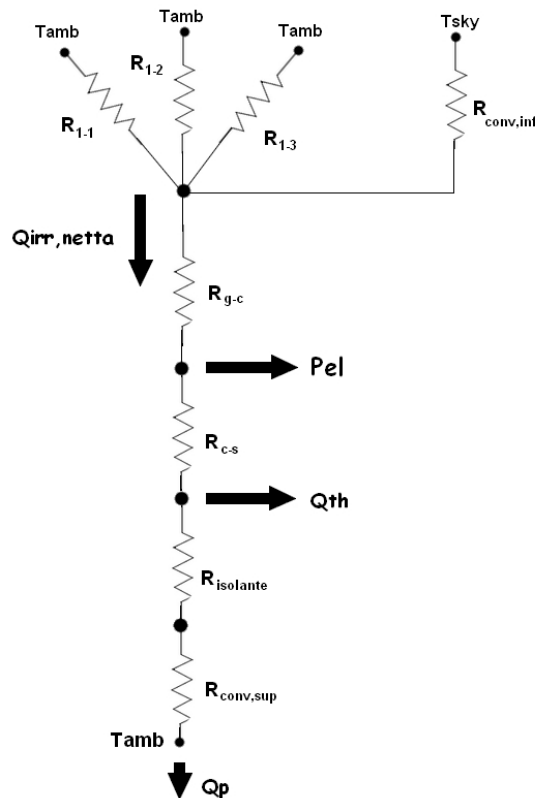 Tamb
Tamb
Tamb
Tsky
R1-1
R1-2
R1-3
Rconv,inf
Qirr,netta
Rg-c
Pel
Rc-s
Qth
Risolante
Rconv,sup
Tamb
Qp